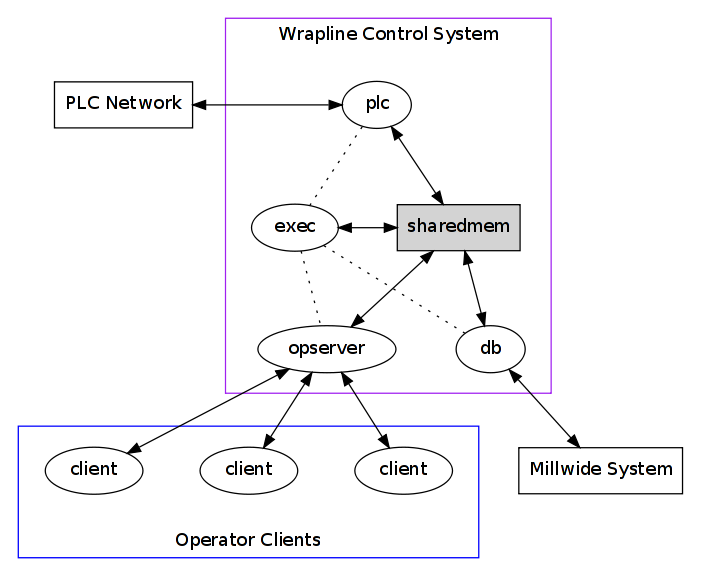 Wrapline Control System
PLC Network
plc
exec
sharedmem
opserver
db
client
client
client
Millwide System
Operator Clients